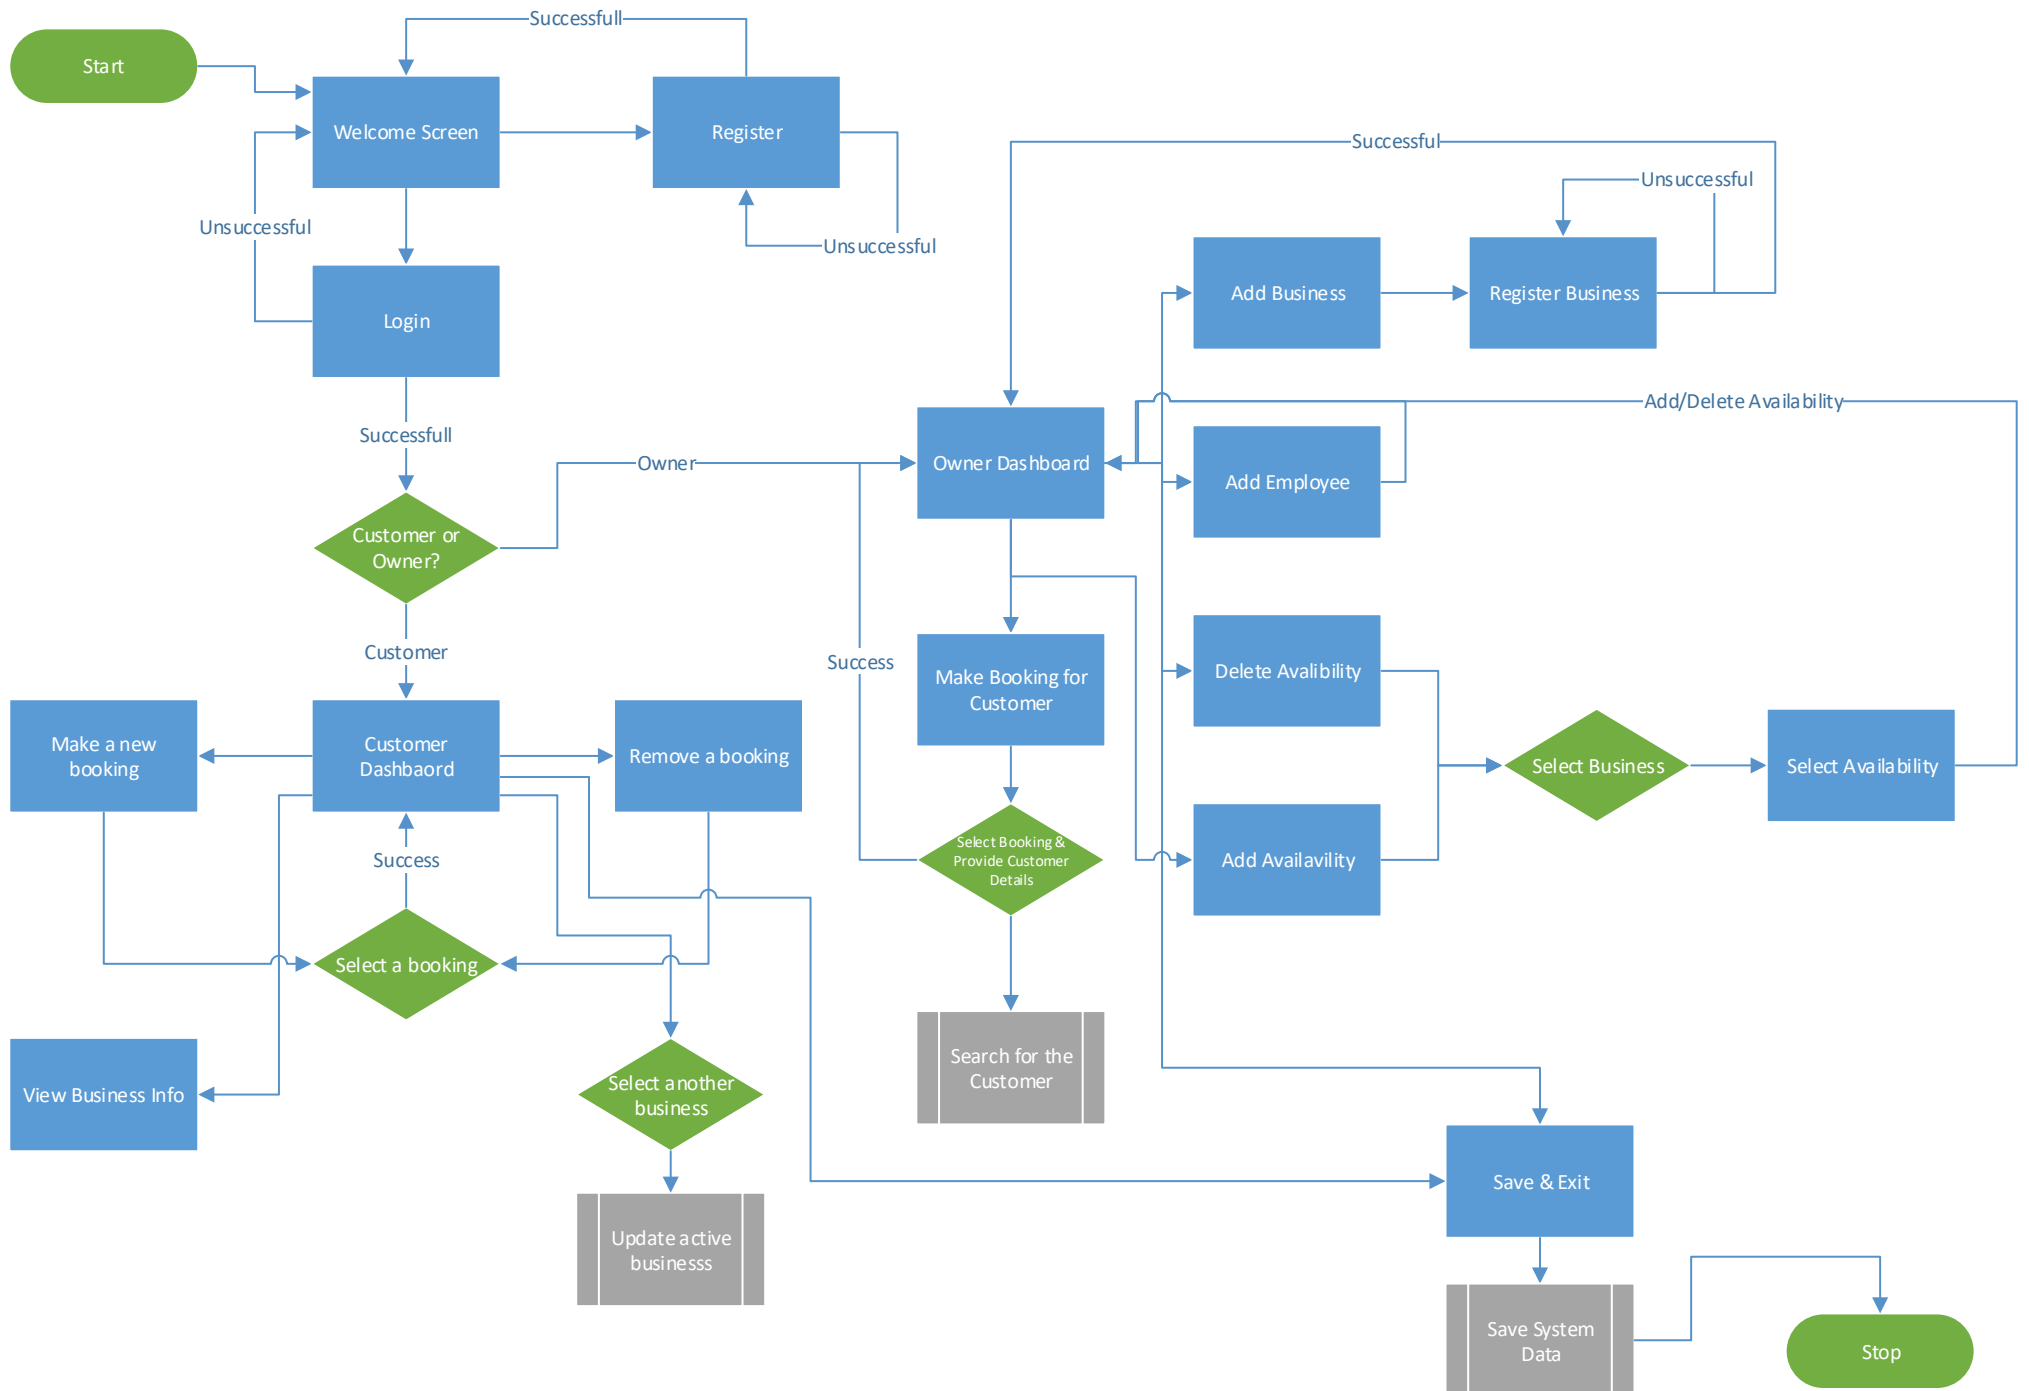 Successfull
Start
Welcome Screen
Register
Successful
Unsuccessful
Unsuccessful
Unsuccessful
Add Business
Register Business
Login
Add/Delete Availability
Successfull
Owner
Owner Dashboard
Add Employee
Customer or
Owner?
Customer
Success
Make Booking for
Customer
Delete Avalibility
Make a new
booking
Customer
Dashbaord
Remove a booking
Select Business
Select Availability
Success
Select Booking &
Provide Customer
Details
Add Availavility
Select a booking
Search for the
Customer
View Business Info
Select another
business
Save & Exit
Update active
businesss
Save System
Data
Stop